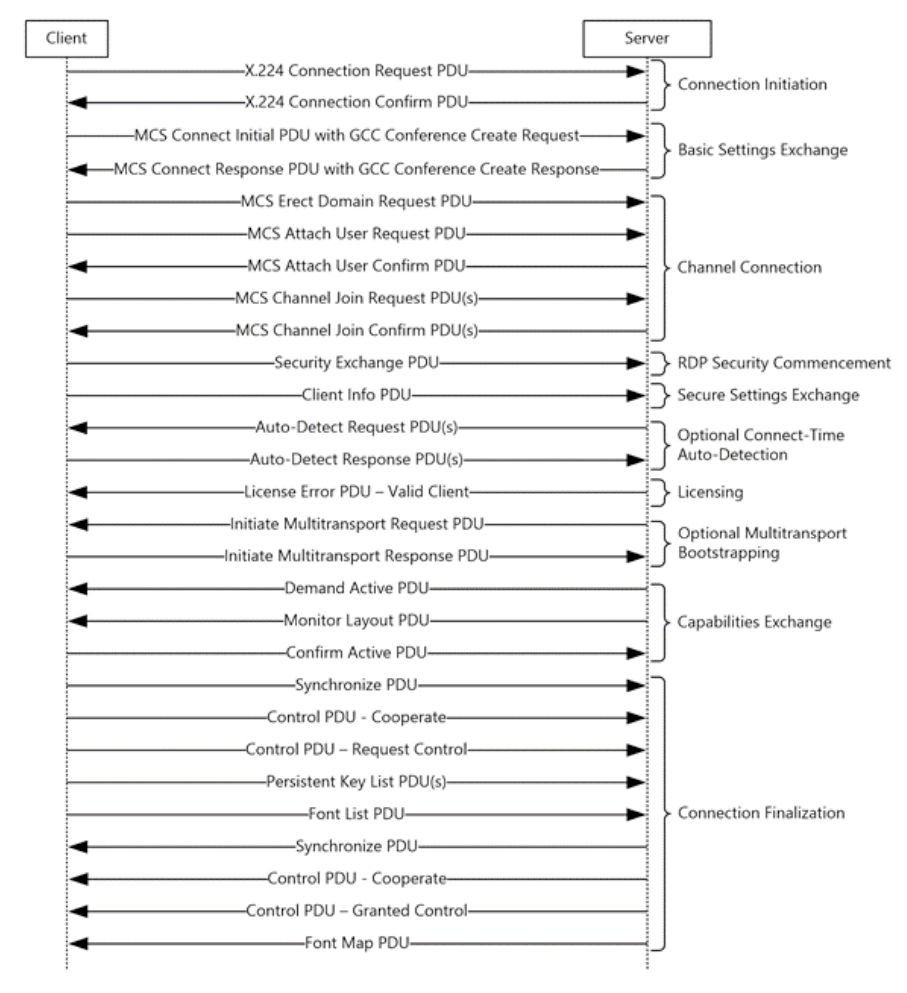 Client
Server
X.224 Connection Request PDU
X.224 Connection Confirm PDU
Connection Initiation
MCS Connect Initial PDU with GCC Conference Create Request
MCS Connect Response PDU with GCC Conference Create Response
Basic Settings Exchange
MCS Erect Domain Request PDU
MCS Attach User Request PDU
MCS Attach User Confirm PDU
MCS Channel Join Request PDU(s)
MCS Channel Join Confirm PDU(s)
Channel Connection
Security Exchange PDU
RDP Security Commencement
Client Info PDU
Secure Settings Exchange
Auto-Detect Request PDU(s)
Auto-Detect Response PDU(s)
Optional Connect-Time
Auto-Detection
License Error PDU – Valid Client
Licensing
Initiate Multitransport Request PDU
Initiate Multitransport Response PDU
Optional Multitransport
Bootstrapping
Demand Active PDU
Monitor Layout PDU
Confirm Active PDU
Capabilities Exchange
Synchronize PDU
Control PDU - Cooperate
Control PDU – Request Control
Persistent Key List PDU(s)
Font List PDU
Synchronize PDU
Control PDU - Cooperate
Control PDU – Granted Control
Font Map PDU
Connection Finalization